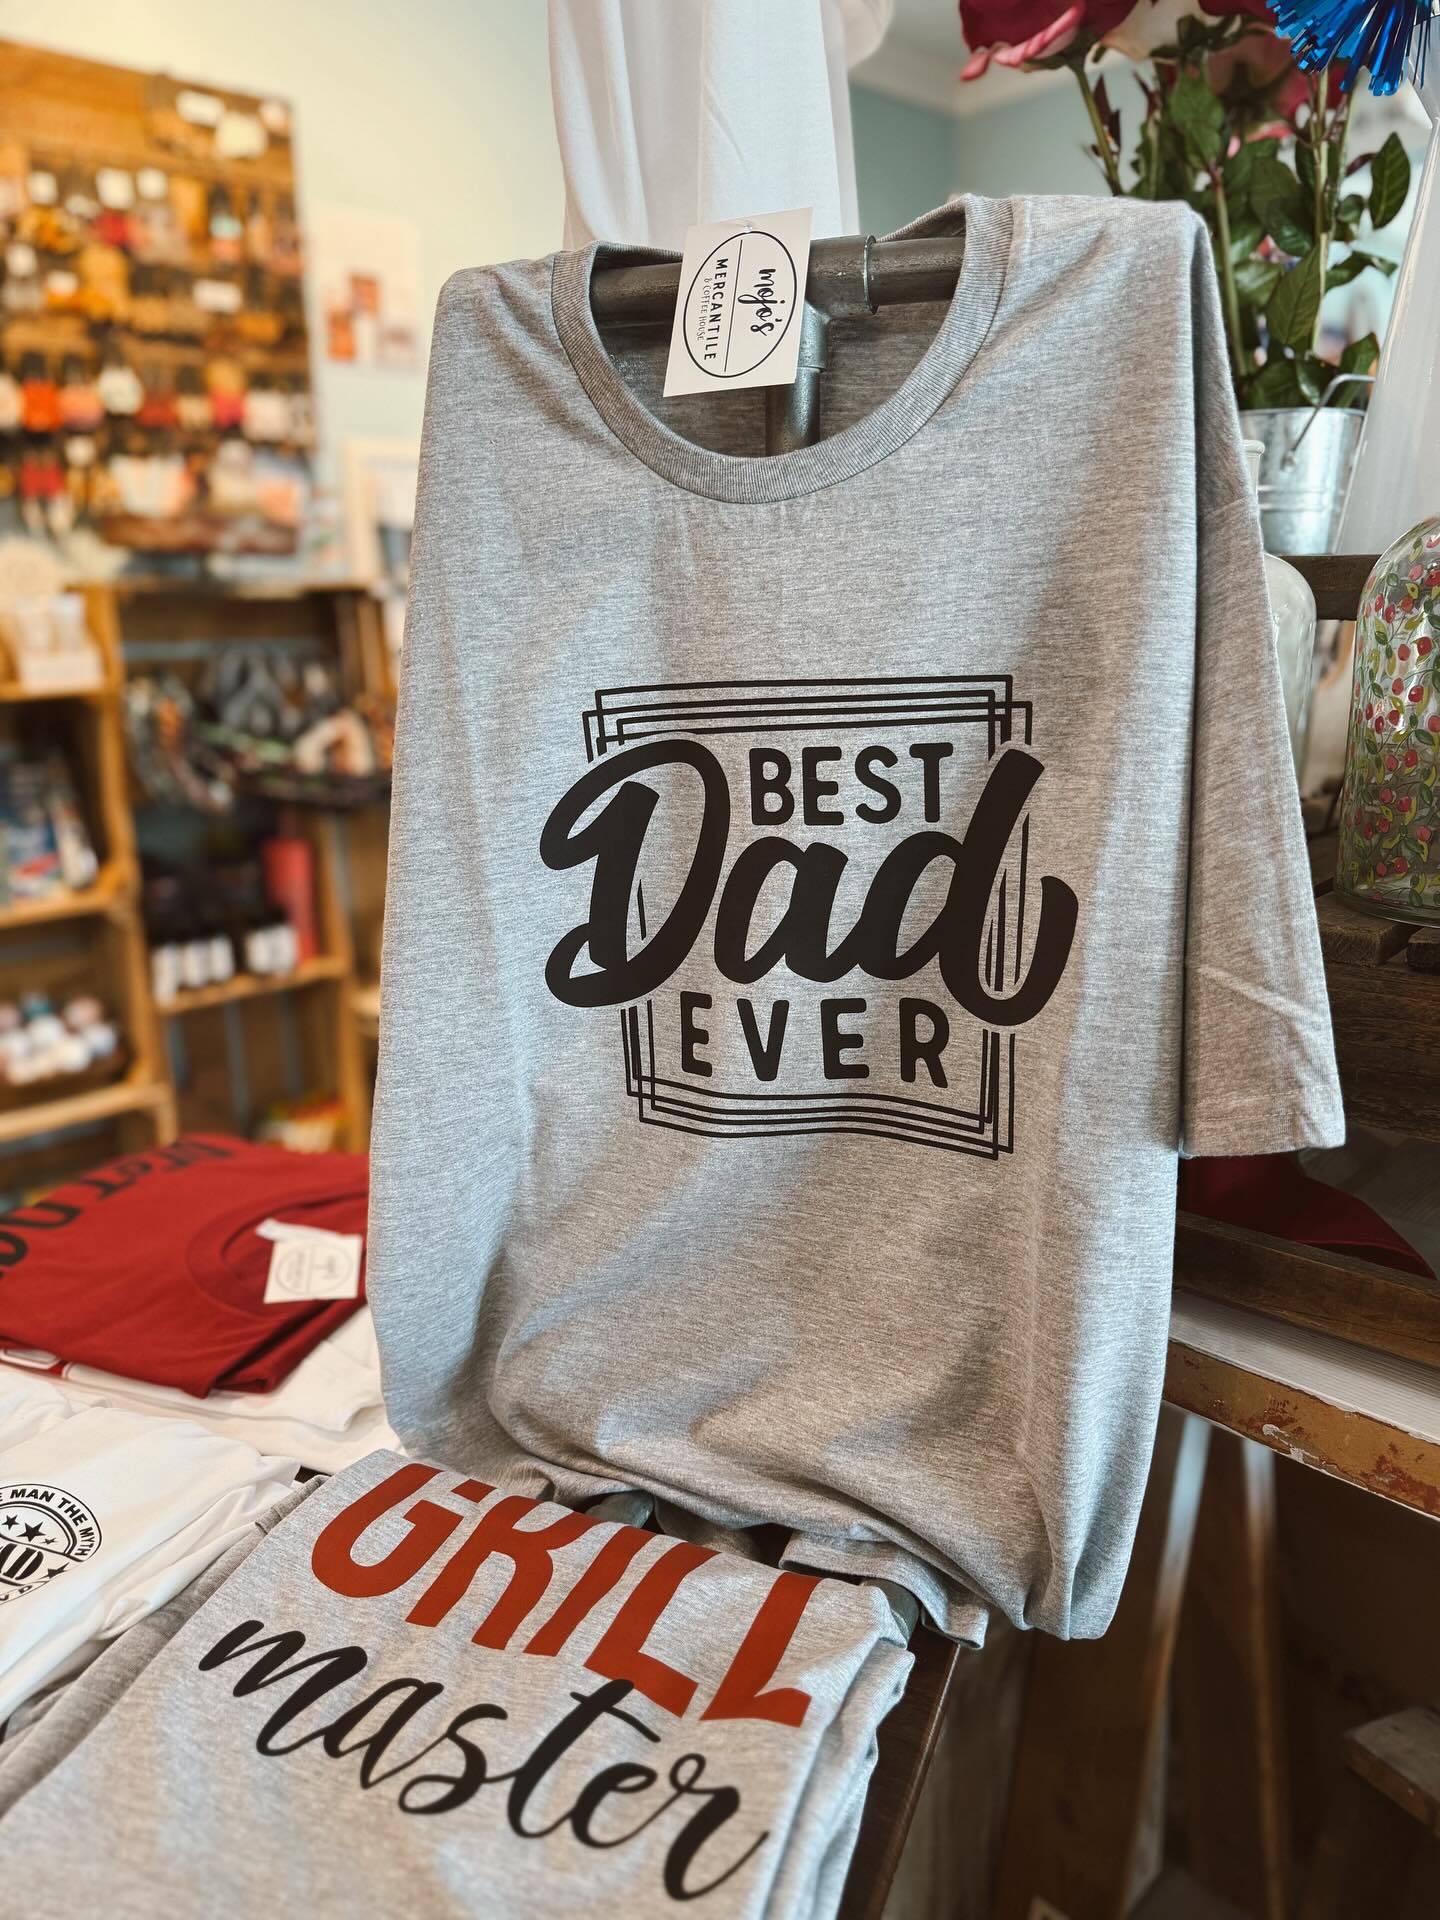 mojo's
MERCANTILE
& COFFEE HOUSE
BEST
Dad
EVER
GRILL
master
MAN THE MYTH